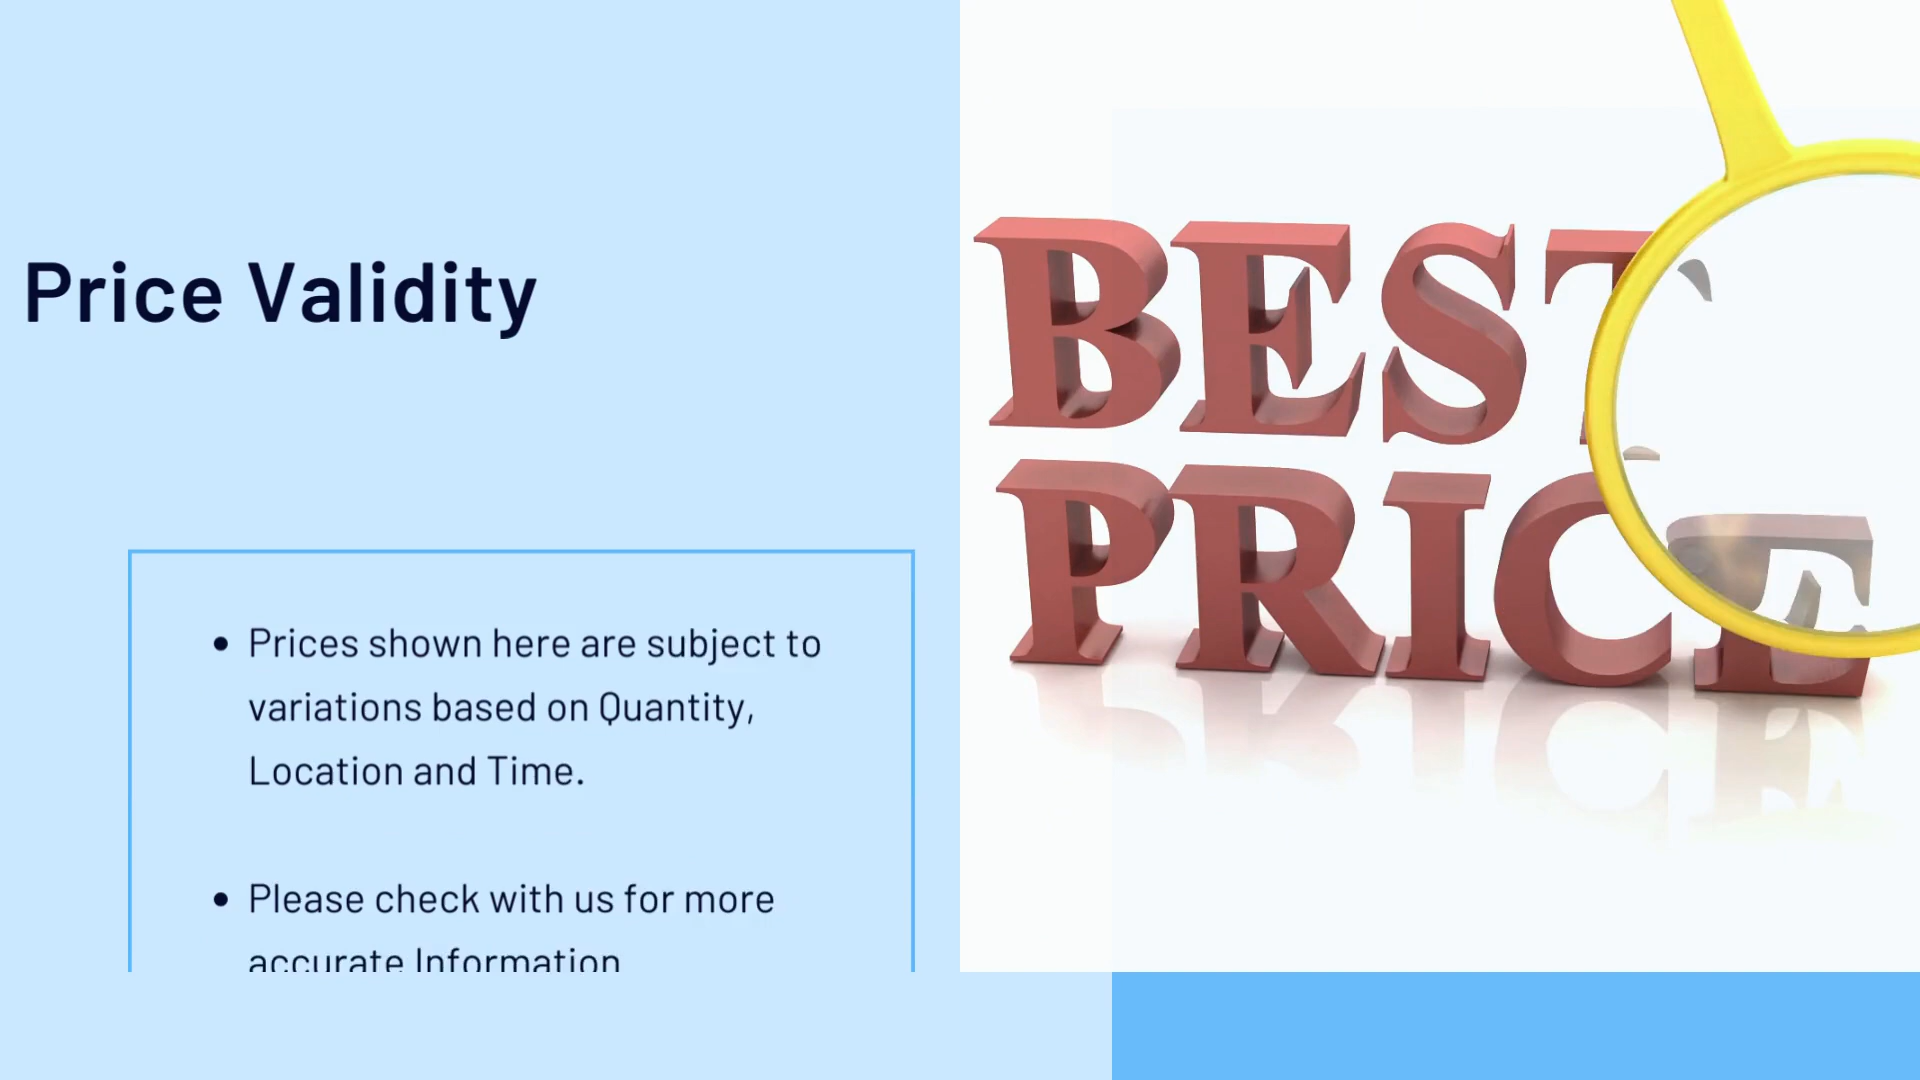 Price Validity
• Prices shown here are subject to
variations based on Quantity,
Location and Time.
• Please check with us for more
accurate Information
BEST
PRICE